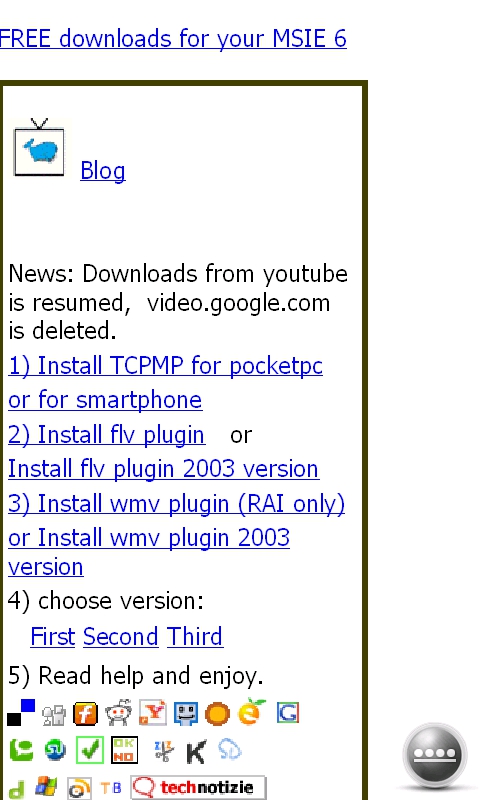 FREE downloads for your MSIE 6
Blog
News: Downloads from youtube
is resumed, video.google.com
is deleted.
1) Install TCPMP for pocketpc
or for smartphone
2) Install flv plugin or
Install flv plugin 2003 version
3) Install wmv plugin (RAI only)
or Install wmv plugin 2003
version
4) choose version:
First Second Third
5) Read help and enjoy.
OK
NO
TB
technotizie